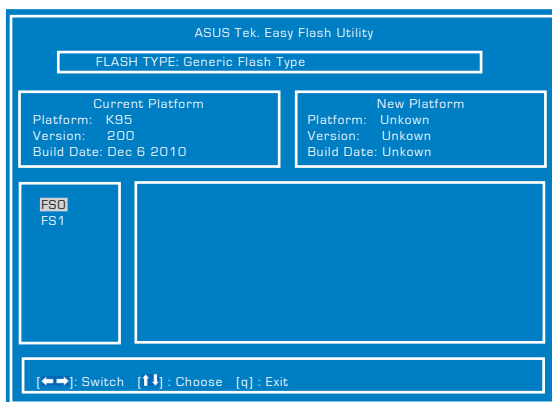 ASUS Tek. Easy Flash Utility
FLASH TYPE: Generic Flash Type
Current Platform
Platform: K95
Version: 200
Build Date: Dec 6 2010
New Platform
Platform: Unkown
Version: Unkown
Build Date: Unkown
FS0
FS1
[←→]: Switch [↑↓] : Choose [q] : Exit